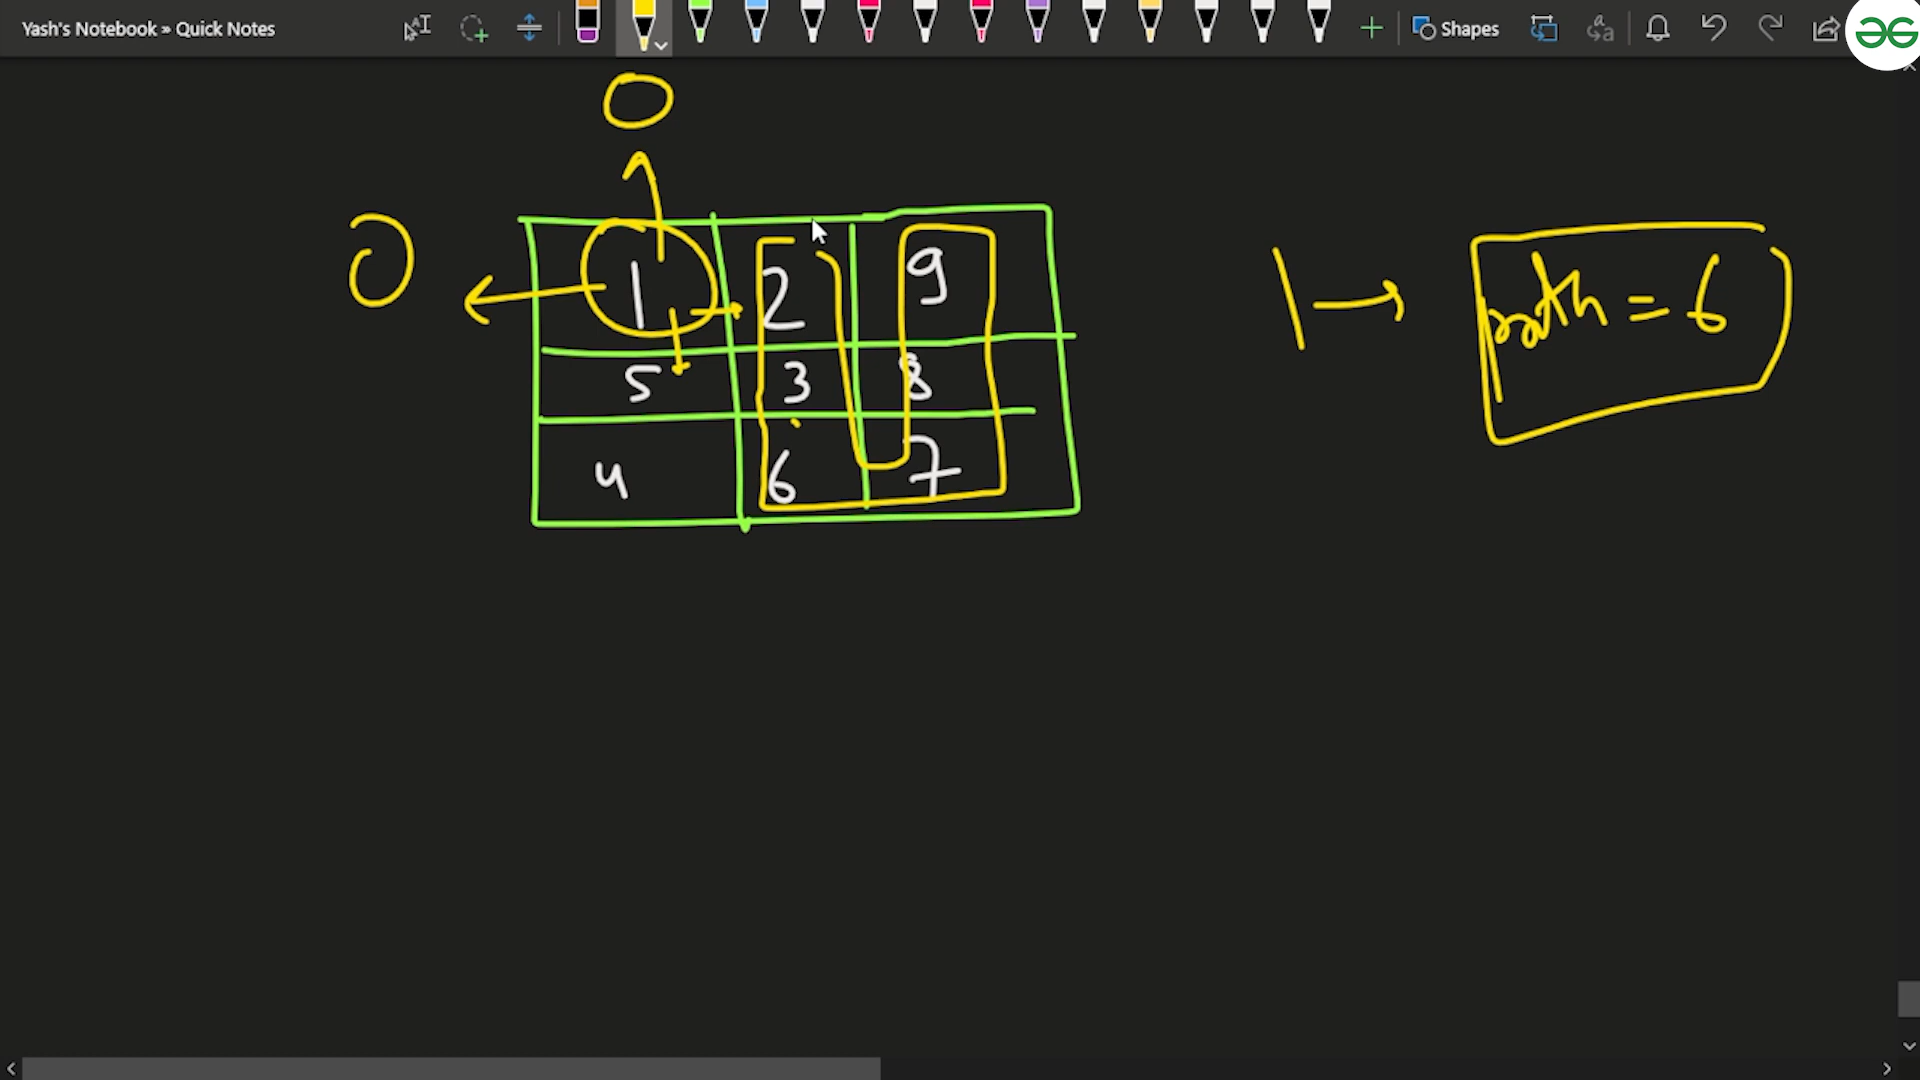 Yash's Notebook » Quick Notes
Shapes
0
0
1 2 9
5 3 8
4 6 7
1 → path = 6